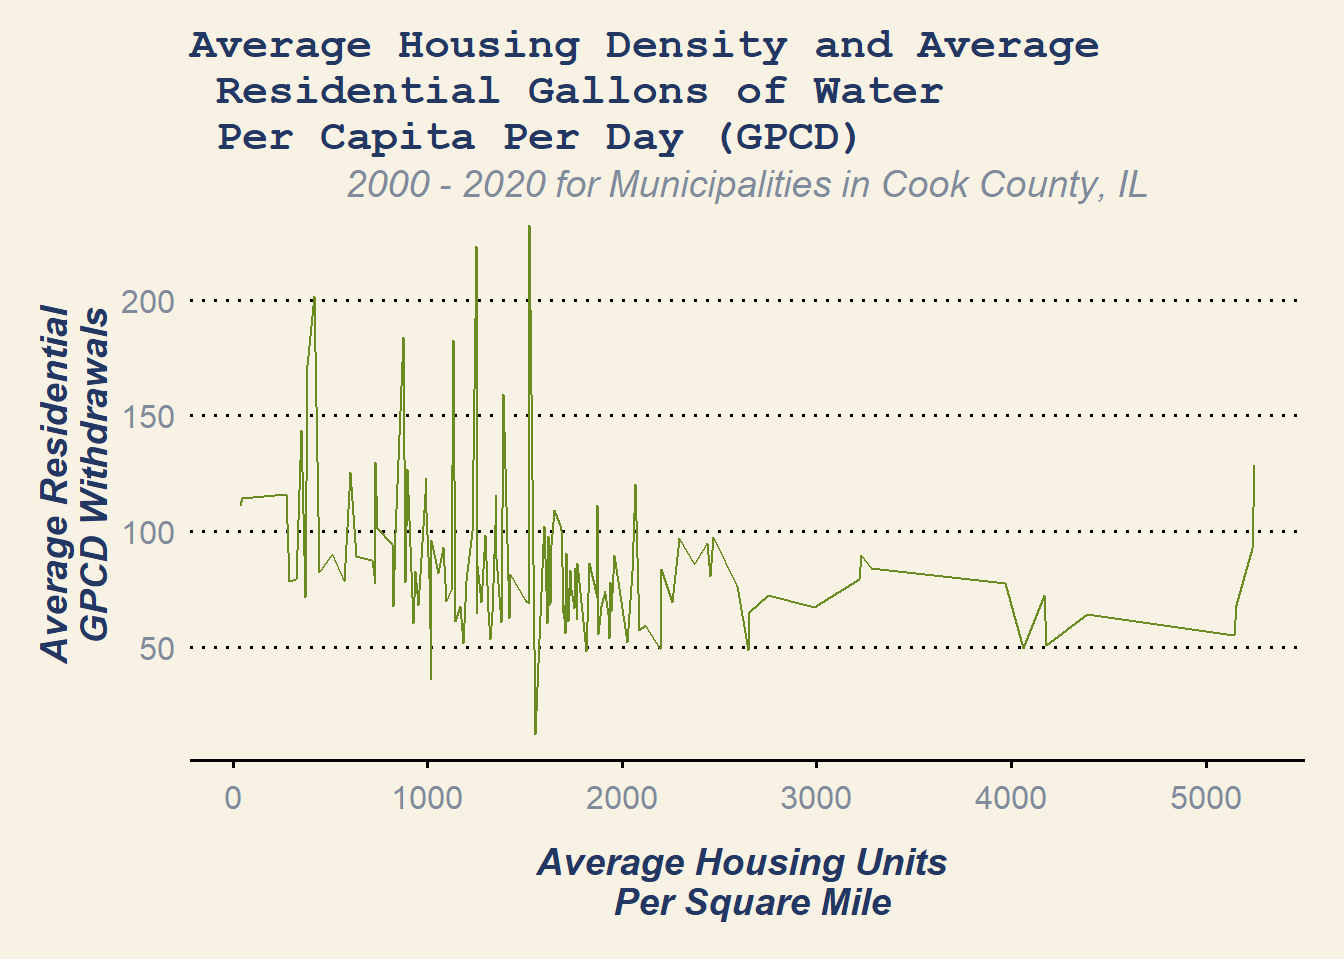 Average Housing Density and Average
Residential Gallons of Water
Per Capita Per Day (GPCD)
2000 - 2020 for Municipalities in Cook County, IL
Average Residential
GPCD Withdrawals
200
150
100
50
0
1000
2000
3000
4000
5000
Average Housing Units
Per Square Mile